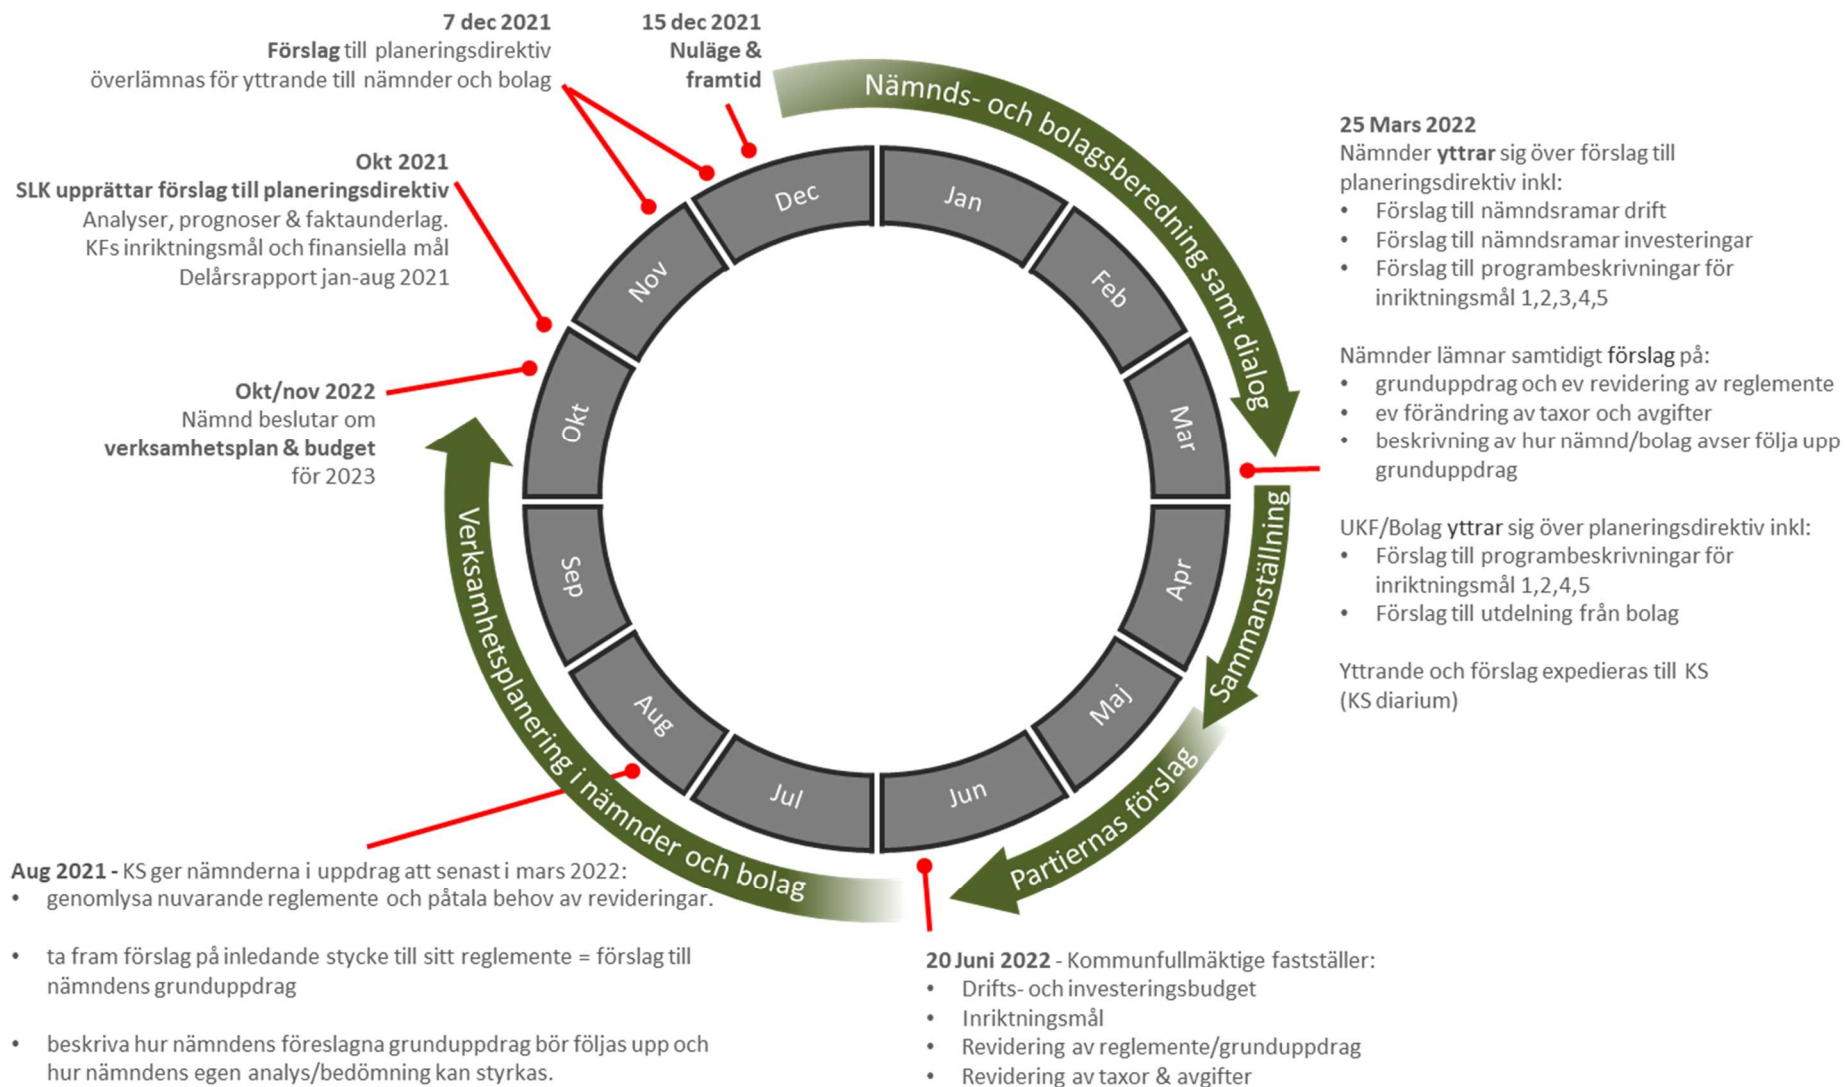 7 dec 2021
Förslag till planeringsdirektiv
överlämnas för yttrande till nämnder och bolag
15 dec 2021
Nuläge &
framtid
Okt 2021
SLK upprättar förslag till planeringsdirektiv
Analyser, prognoser & faktaunderlag.
KFs inriktningsmål och finansiella mål
Delårsrapport jan-aug 2021
Okt/nov 2022
Nämnd beslutar om
verksamhetsplan & budget
för 2023
Nämnds- och bolagsberedning samt dialog
Sammanställning
Partiernas förslag
Verksamhetsplanering i nämnder och bolag
Jan
Feb
Mar
Apr
Maj
Jun
Jul
Aug
Sep
Okt
Nov
Dec
25 Mars 2022
Nämnder yttrar sig över förslag till
planeringsdirektiv inkl:
• Förslag till nämndsramar drift
• Förslag till nämndsramar investeringar
• Förslag till programbeskrivningar för
inriktningsmål 1,2,3,4,5
Nämnder lämnar samtidigt förslag på:
• grunduppdrag och ev revidering av reglemente
• ev förändring av taxor och avgifter
• beskrivning av hur nämnd/bolag avser följa upp
grunduppdrag
UKF/Bolag yttrar sig över planeringsdirektiv inkl:
• Förslag till programbeskrivningar för
inriktningsmål 1,2,4,5
• Förslag till utdelning från bolag
Yttrande och förslag expedieras till KS
(KS diarium)
Aug 2021 - KS ger nämnderna i uppdrag att senast i mars 2022:
• genomlysa nuvarande reglemente och påtala behov av revideringar.
• ta fram förslag på inledande stycke till sitt reglemente = förslag till
nämndens grunduppdrag
• beskriva hur nämndens föreslagna grunduppdrag bör följas upp och
hur nämndens egen analys/bedömning kan styrkas.
20 Juni 2022 - Kommunfullmäktige fastställer:
• Drifts- och investeringsbudget
• Inriktningsmål
• Revidering av reglemente/grunduppdrag
• Revidering av taxor & avgifter